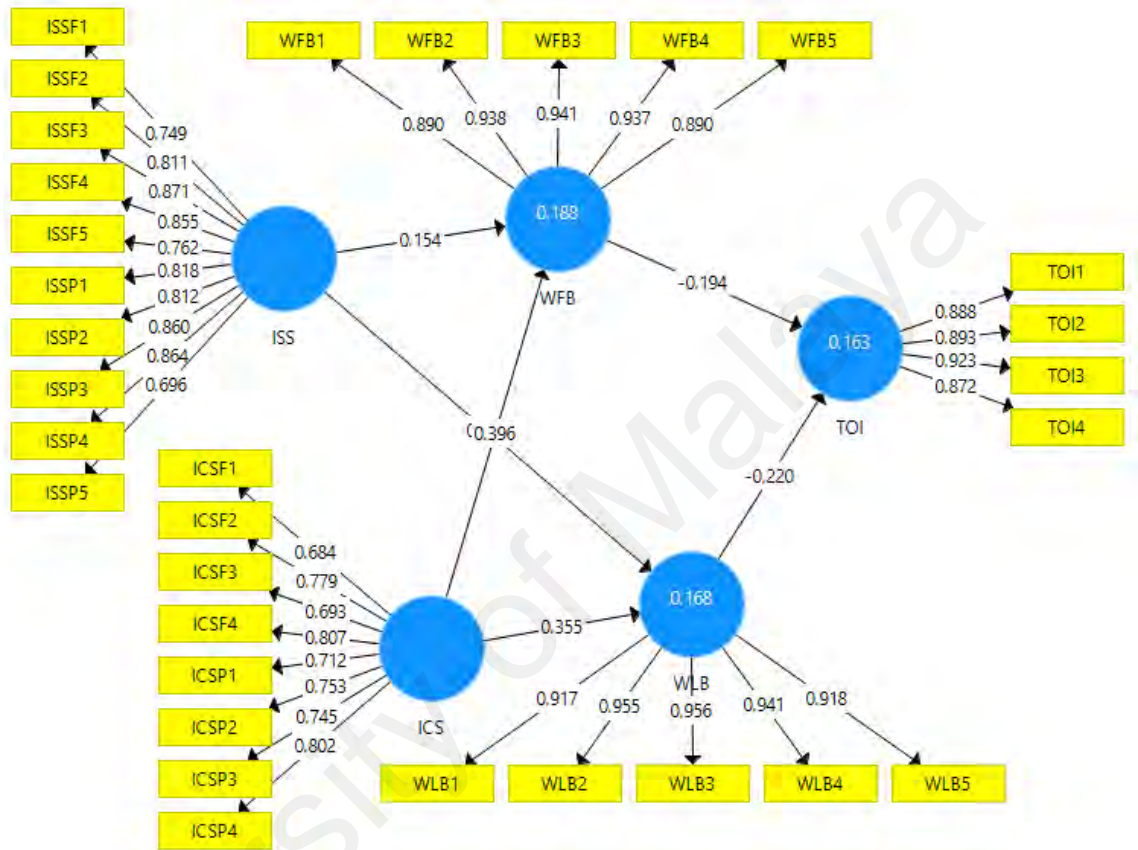 ISSF1
ISSF2
ISSF3
ISSF4
ISSF5
ISSP1
ISSP2
ISSP3
ISSP4
ISSP5
0.749
0.811
0.871
0.855
0.762
0.818
0.812
0.860
0.864
0.696
ISS
WFB1 WFB2 WFB3 WFB4 WFB5
0.890 0.938 0.941 0.937 0.890
0.188
WFB
0.154
-0.194
0.396
0.163
TOI
0.888
0.893
0.923
0.872
TOI1
TOI2
TOI3
TOI4
-0.220
ICSF1
ICSF2
ICSF3
ICSF4
ICSP1
ICSP2
ICSP3
ICSP4
0.684
0.779
0.693
0.807
0.712
0.753
0.745
0.802
ICS
0.355
0.168
WLB
0.917 0.955 0.956 0.941 0.918
WLB1 WLB2 WLB3 WLB4 WLB5
rsity of Malaya